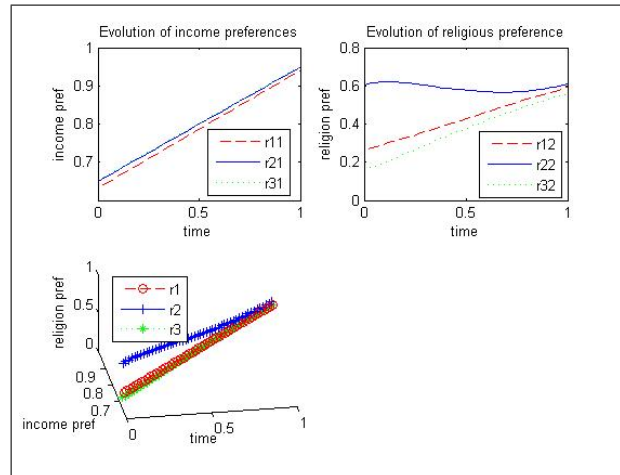 Evolution of income preferences
1
0.9
0.8
0.7
income pref
r11
r21
r31
0
0.5
1
time
Evolution of religious preference
0.8
0.6
0.4
0.2
0
religion pref
r12
r22
r32
0
0.5
1
time
1
0.5
0
religion pref
r1
r2
r3
0.9
0.8
0.7
income pref
0
0.5
1
time